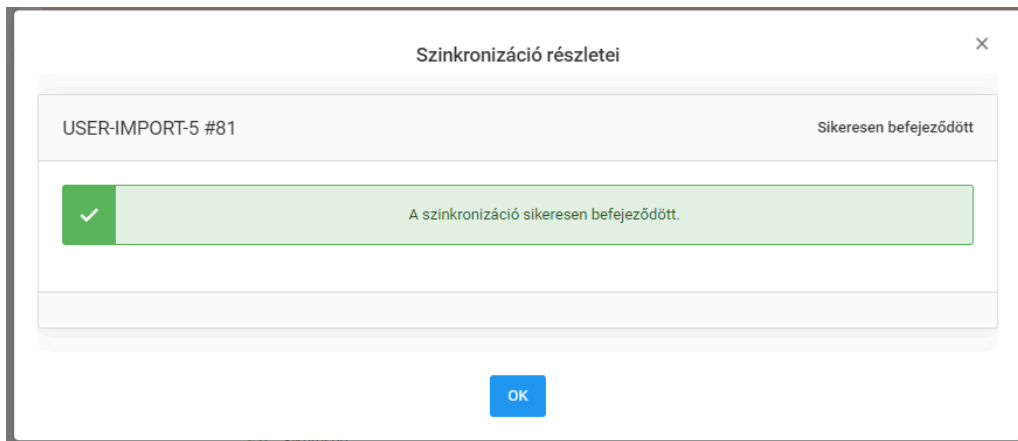 Szinkronizáció részletei
USER-IMPORT-5 #81
Sikeresen befejeződött
A szinkronizáció sikeresen befejeződött.
OK